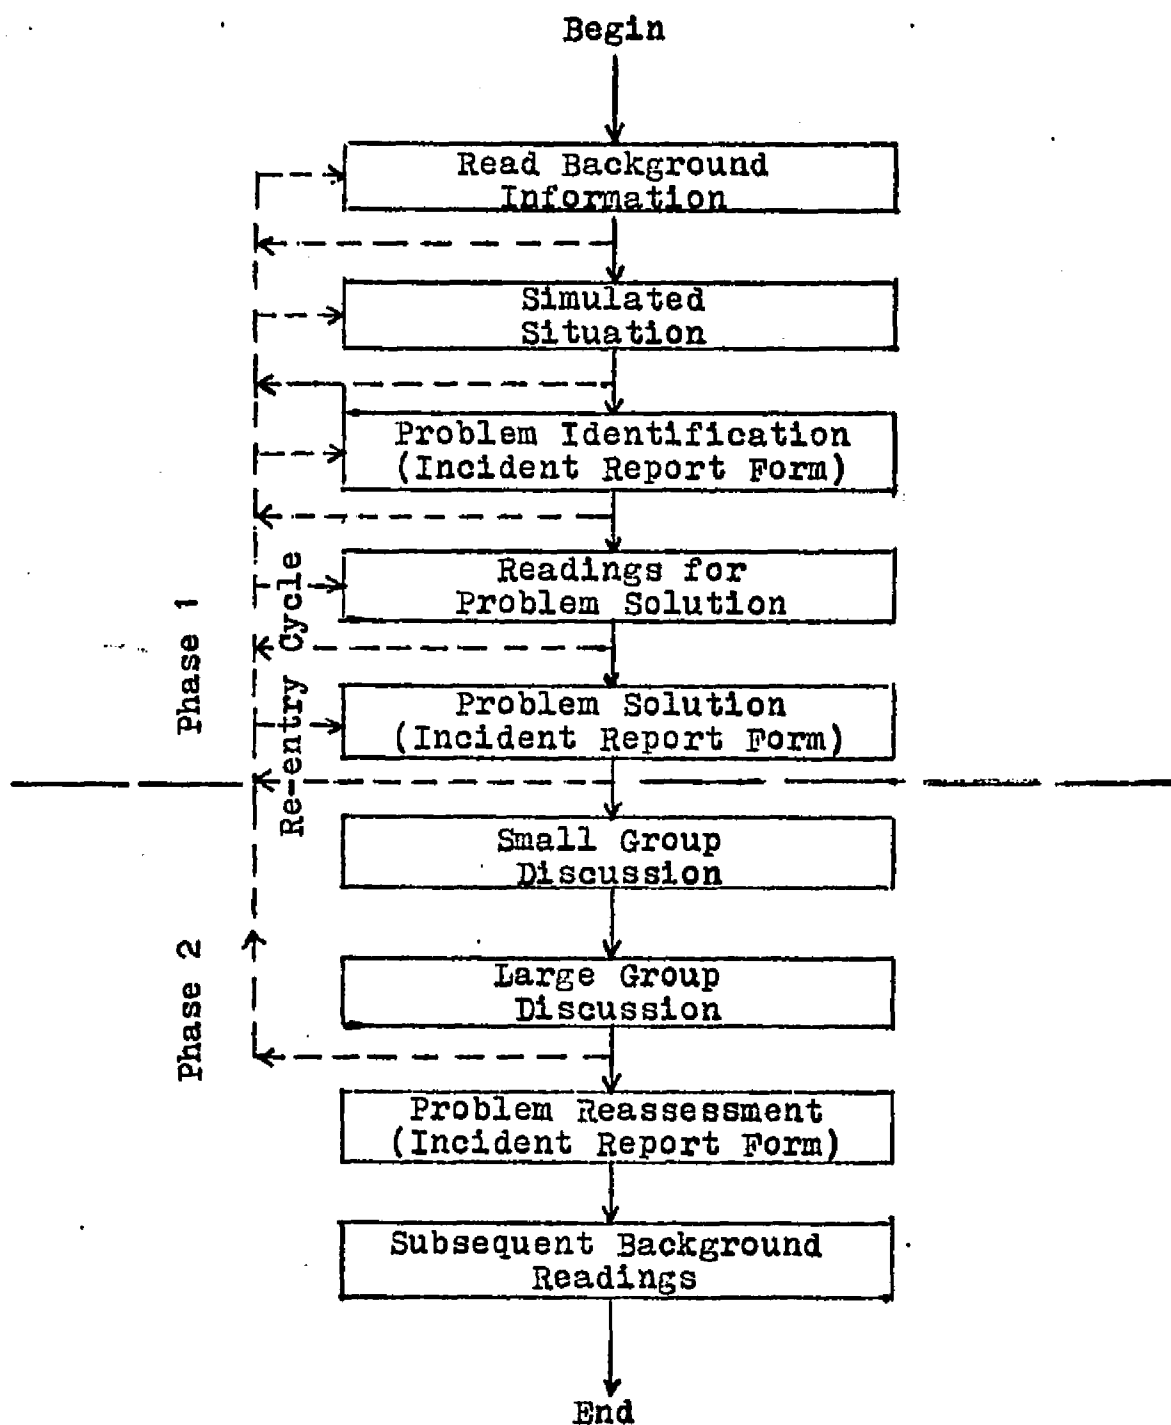 Begin
Read Background
Information
Simulated
Situation
Problem Identification
(Incident Report Form)
Readings for
Problem Solution
Problem Solution
(Incident Report Form)
Small Group
Discussion
Large Group
Discussion
Problem Reassessment
(Incident Report Form)
Subsequent Background
Readings
End
Phase 1
Re-entry Cycle
Phase 2